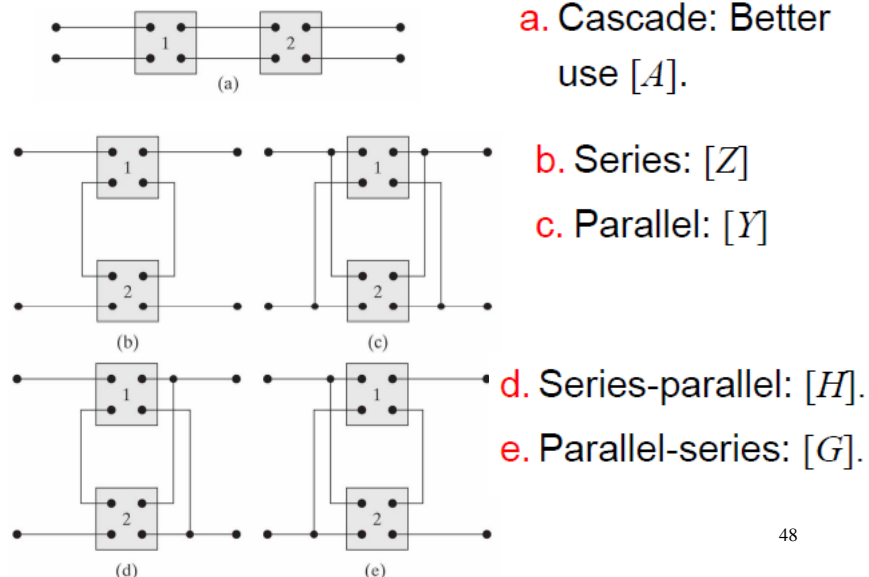 1
2
(a)
a. Cascade: Better
use [A].
1
2
(b)
1
2
(c)
b. Series: [Z]
c. Parallel: [Y]
1
2
(d)
1
2
(e)
d. Series-parallel: [H].
e. Parallel-series: [G].
48